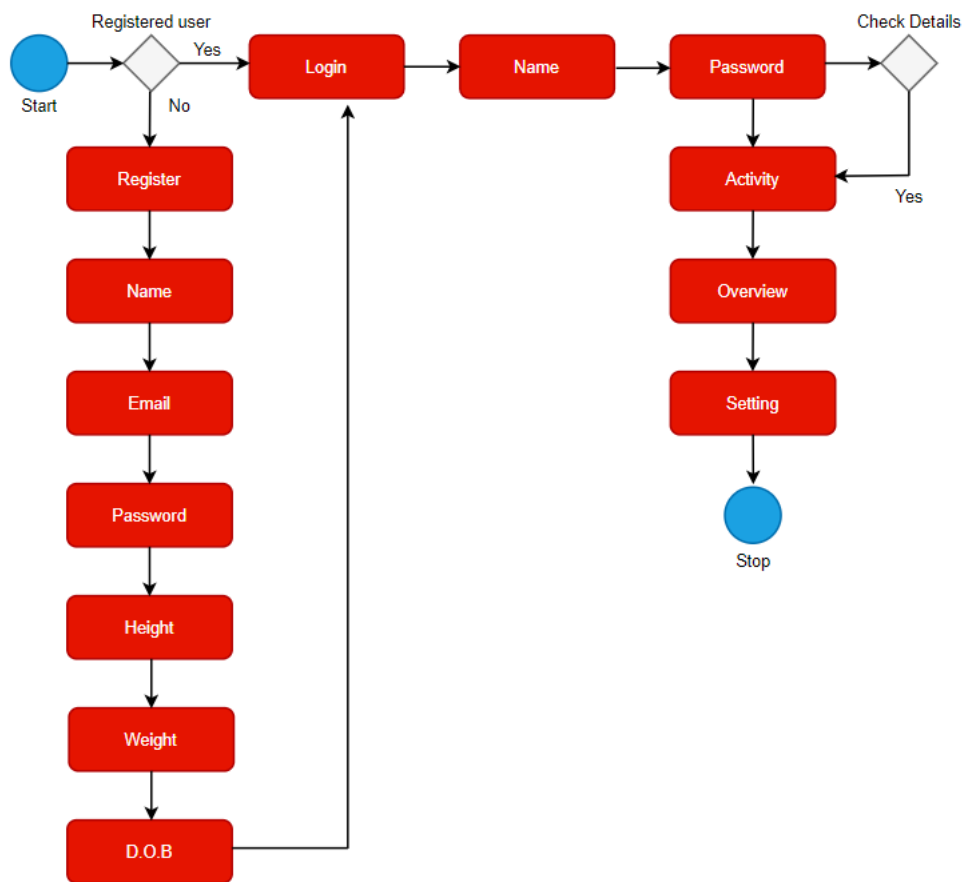 Registered user
Check Details
Yes
Login
Name
Password
Start
No
Register
Activity
Yes
Name
Overview
Email
Setting
Password
Stop
Height
Weight
D.O.B